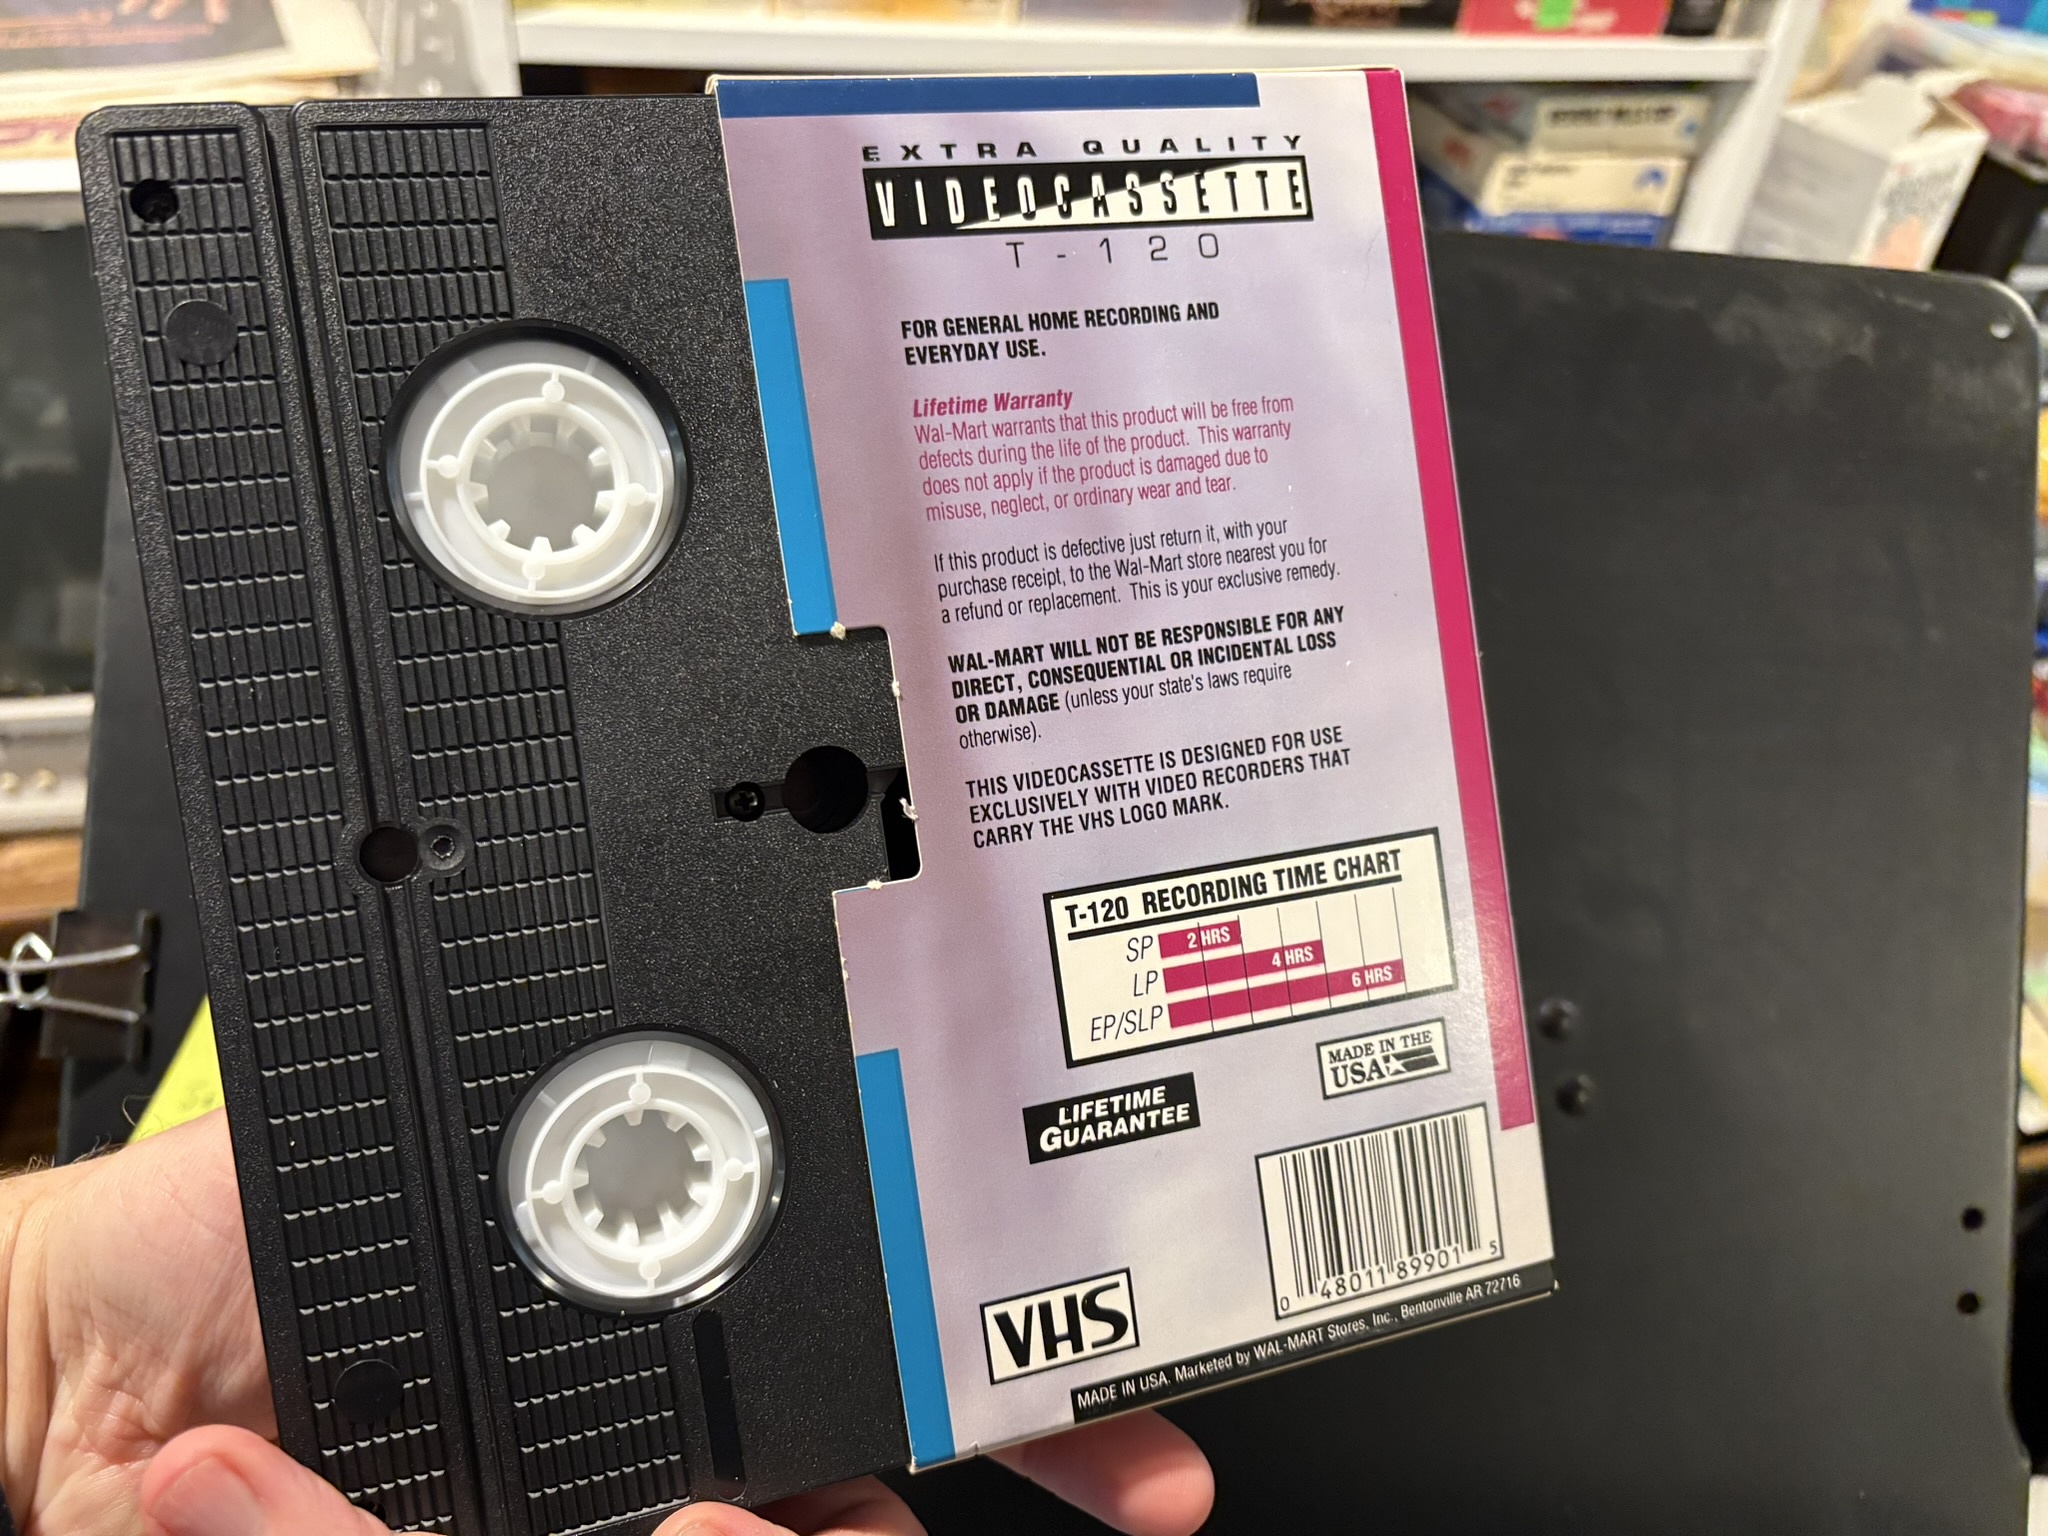 EXTRA QUALITY
VIDEOCASSETTE
T-120
FOR GENERAL HOME RECORDING AND
EVERYDAY USE.
Lifetime Warranty
Wal-Mart warrants that this product will be free from
defects during the life of the product. This warranty
does not apply if the product is damaged due to
misuse, neglect, or ordinary wear and tear.
If this product is defective just return it, with your
purchase receipt, to the Wal-Mart store nearest you for
a refund or replacement. This is your exclusive remedy.
WAL-MART WILL NOT BE RESPONSIBLE FOR ANY
DIRECT, CONSEQUENTIAL OR INCIDENTAL LOSS
OR DAMAGE (unless your state's laws require
otherwise).
THIS VIDEOCASSETTE IS DESIGNED FOR USE
EXCLUSIVELY WITH VIDEO RECORDERS THAT
CARRY THE VHS LOGO MARK.
T-120 RECORDING TIME CHART
SP 2 HRS
LP 4 HRS
EP/SLP 6 HRS
MADE IN THE
USA
LIFETIME
GUARANTEE
0 48011 89901 5
VHS
MADE IN USA. Marketed by WAL-MART Stores, Inc., Bentonville AR 72716